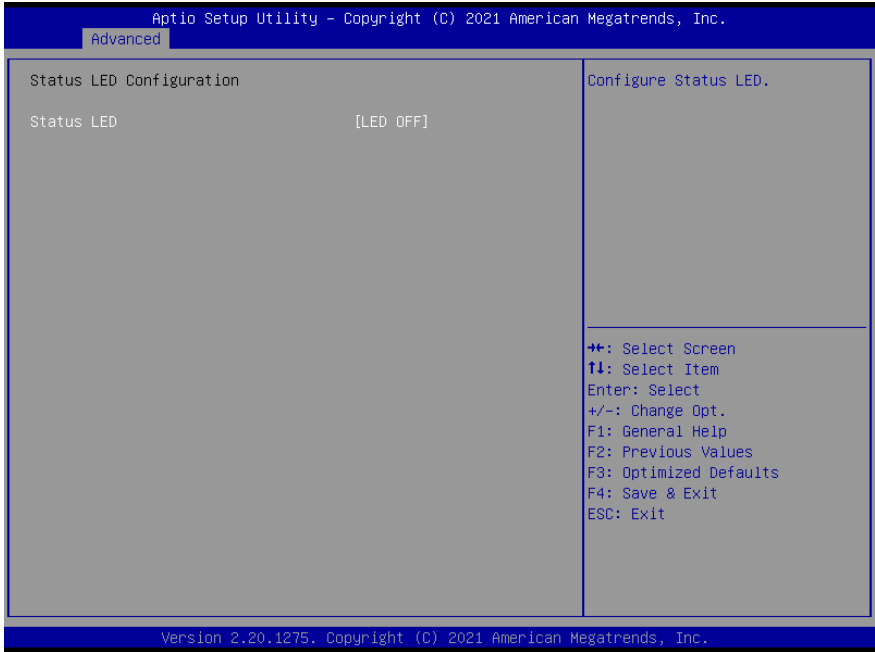 Aptio Setup Utility – Copyright (C) 2021 American Megatrends, Inc.
Advanced
Status LED Configuration
Status LED [LED OFF]
Configure Status LED.
→←: Select Screen
↑↓: Select Item
Enter: Select
+/-: Change Opt.
F1: General Help
F2: Previous Values
F3: Optimized Defaults
F4: Save & Exit
ESC: Exit
Version 2.20.1275. Copyright (C) 2021 American Megatrends, Inc.